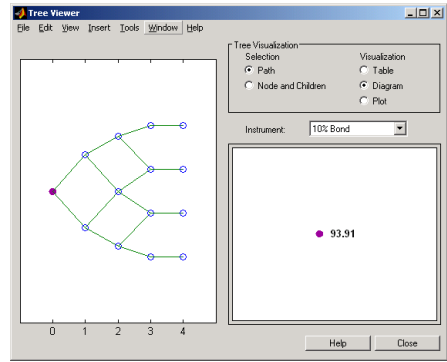 Tree Viewer
File Edit View Insert Tools Window Help
Tree Visualization
Selection
Visualization
Path
Table
Node and Children
Diagram
Plot
Instrument: 10% Bond
93.91
0 1 2 3 4
Help Close